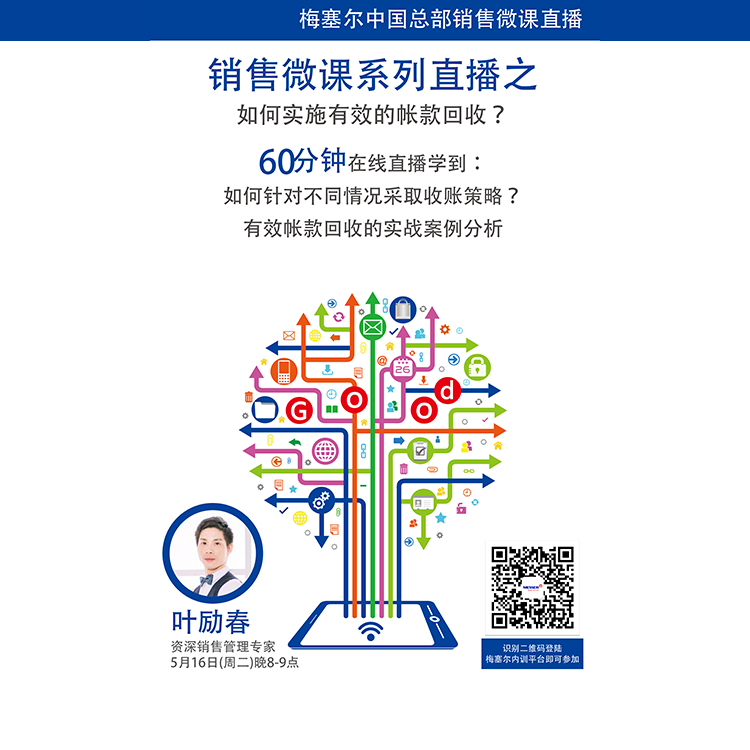 梅塞尔中国总部销售微课直播
销售微课系列直播之
如何实施有效的帐款回收？
60分钟在线直播学到：
如何针对不同情况采取收账策略？
有效帐款回收的实战案例分析
26
@
G O O d
叶励春
资深销售管理专家
5月16日(周二)晚8-9点
识别二维码登陆
梅塞尔内训平台即可参加